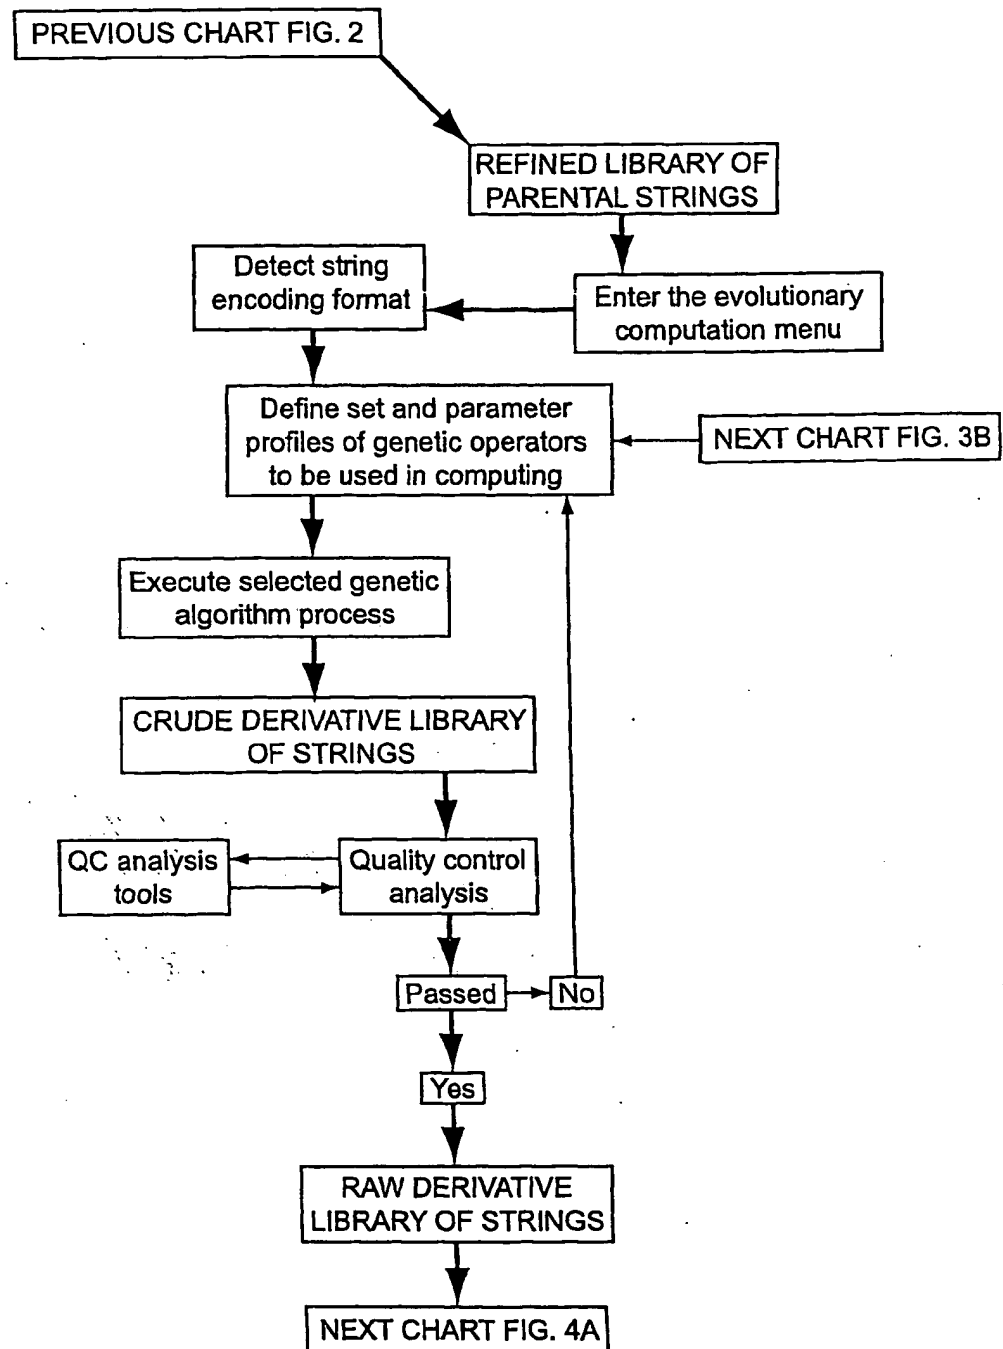 PREVIOUS CHART FIG. 2
REFINED LIBRARY OF
PARENTAL STRINGS
Detect string
encoding format
Enter the evolutionary
computation menu
Define set and parameter
profiles of genetic operators
to be used in computing
NEXT CHART FIG. 3B
Execute selected genetic
algorithm process
CRUDE DERIVATIVE LIBRARY
OF STRINGS
QC analysis
tools
Quality control
analysis
Passed
No
Yes
RAW DERIVATIVE
LIBRARY OF STRINGS
NEXT CHART FIG. 4A